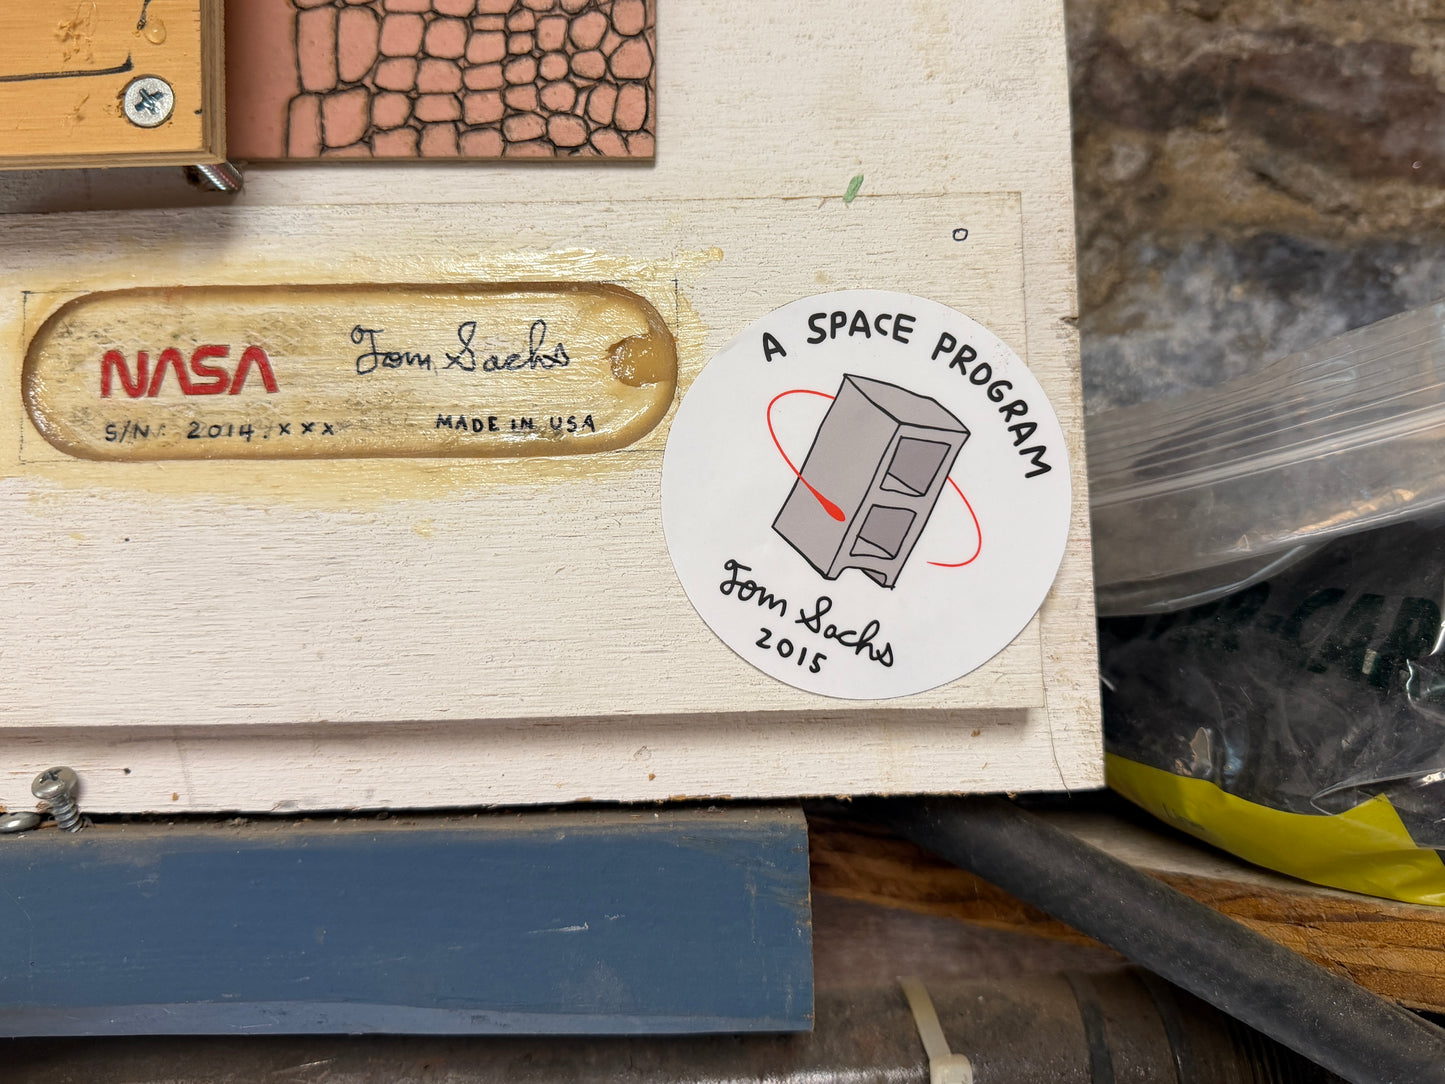 NASA
Tom Sachs
S/N: 2014.xxx
MADE IN USA
A SPACE PROGRAM
Tom Sachs
2015